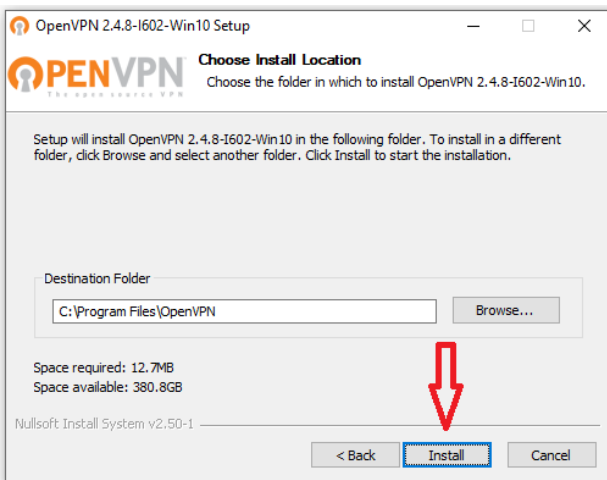 OpenVPN 2.4.8-I602-Win10 Setup
OPENVPN
The open source VPN
Choose Install Location
Choose the folder in which to install OpenVPN 2.4.8-I602-Win10.
Setup will install OpenVPN 2.4.8-I602-Win10 in the following folder. To install in a different
folder, click Browse and select another folder. Click Install to start the installation.
Destination Folder
C:\Program Files\OpenVPN
Browse...
Space required: 12.7MB
Space available: 380.8GB
Nullsoft Install System v2.50-1
< Back
Install
Cancel